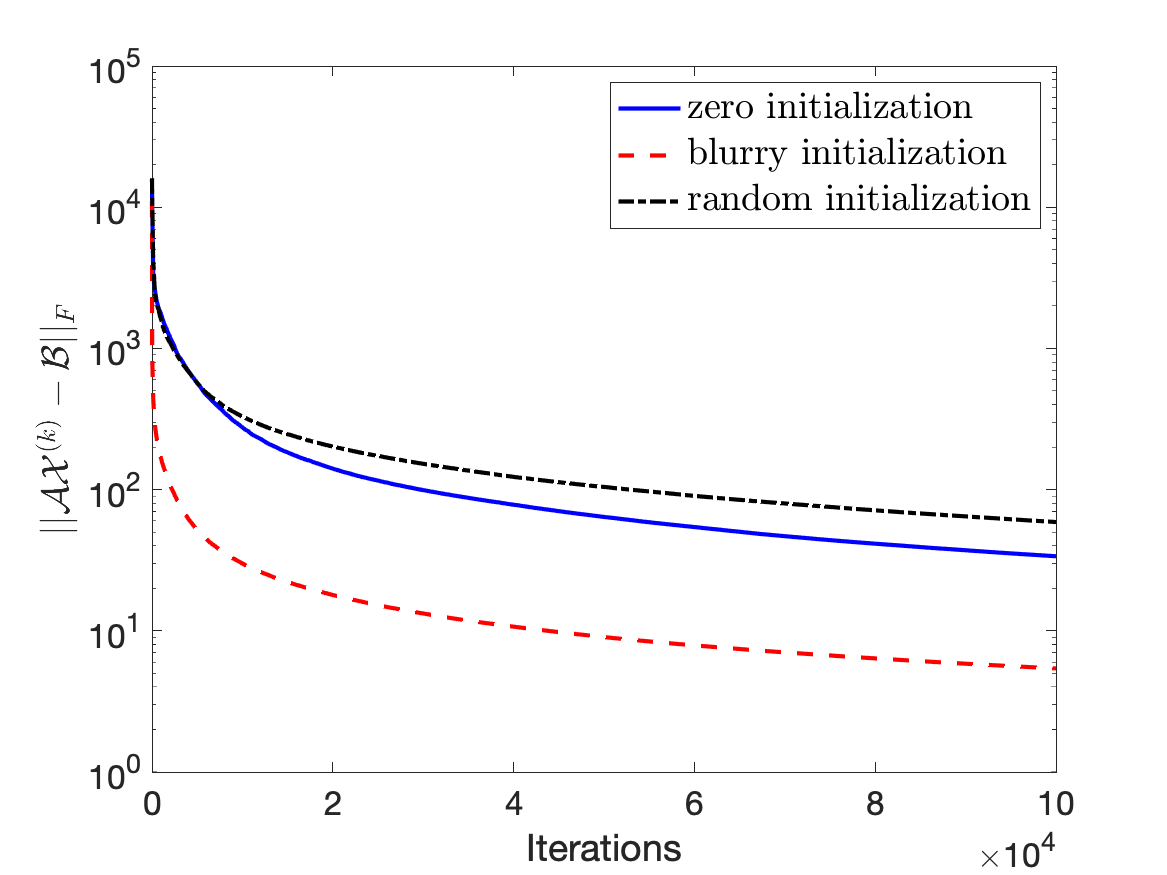 10^5
10^4
10^3
10^2
10^1
10^0
||𝒜𝒳^(k) − ℬ||_F
zero initialization
blurry initialization
random initialization
0 2 4 6 8 10
×10^4
Iterations